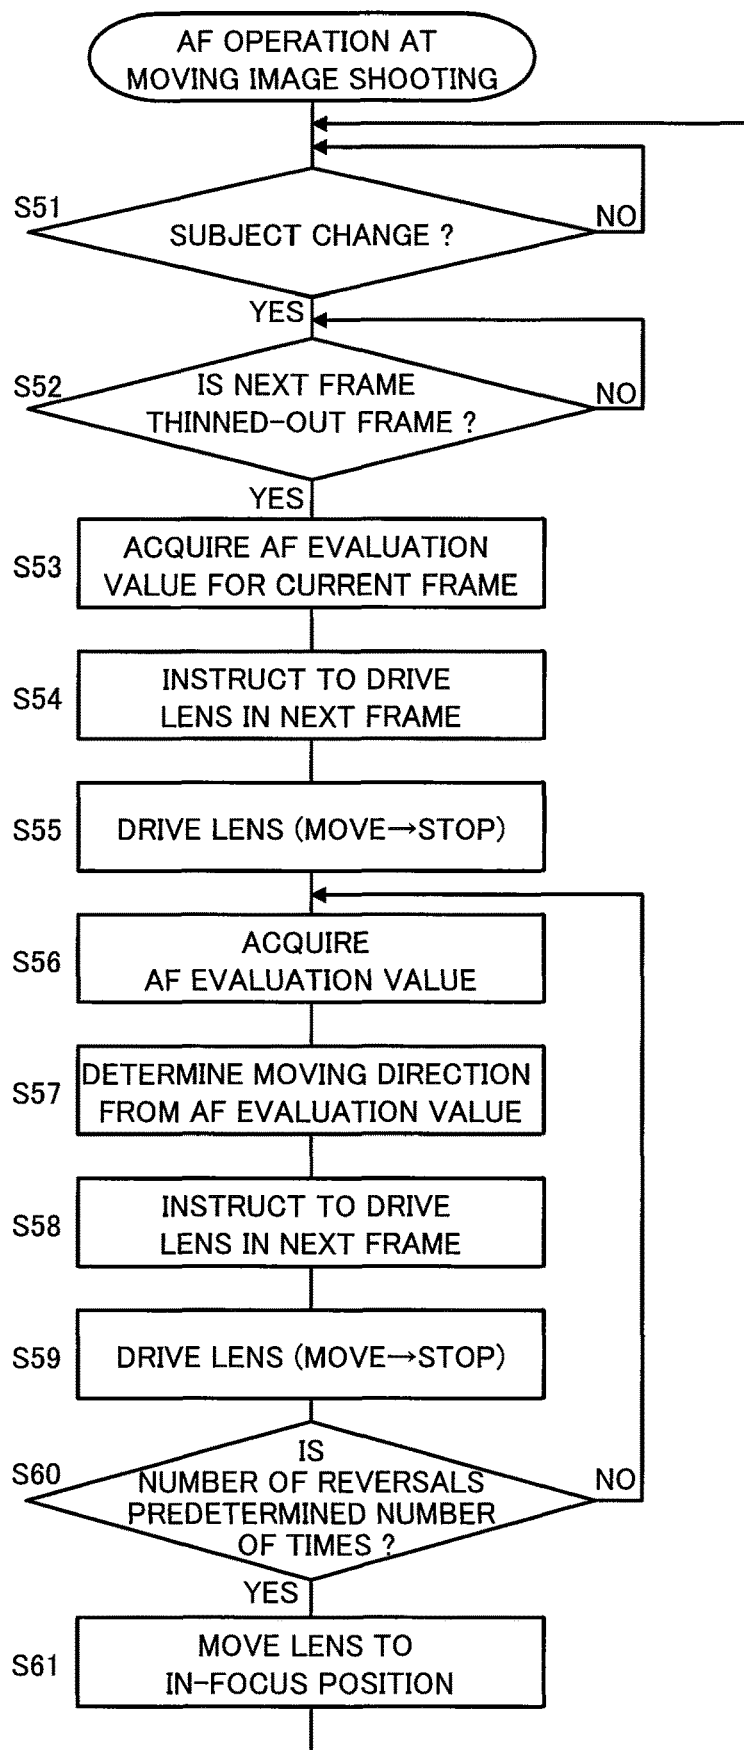 AF OPERATION AT
MOVING IMAGE SHOOTING
S51
SUBJECT CHANGE ?
NO
YES
S52
IS NEXT FRAME
THINNED-OUT FRAME ?
NO
YES
S53
ACQUIRE AF EVALUATION
VALUE FOR CURRENT FRAME
S54
INSTRUCT TO DRIVE
LENS IN NEXT FRAME
S55
DRIVE LENS (MOVE→STOP)
S56
ACQUIRE
AF EVALUATION VALUE
S57
DETERMINE MOVING DIRECTION
FROM AF EVALUATION VALUE
S58
INSTRUCT TO DRIVE
LENS IN NEXT FRAME
S59
DRIVE LENS (MOVE→STOP)
S60
IS
NUMBER OF REVERSALS
PREDETERMINED NUMBER
OF TIMES ?
NO
YES
S61
MOVE LENS TO
IN-FOCUS POSITION